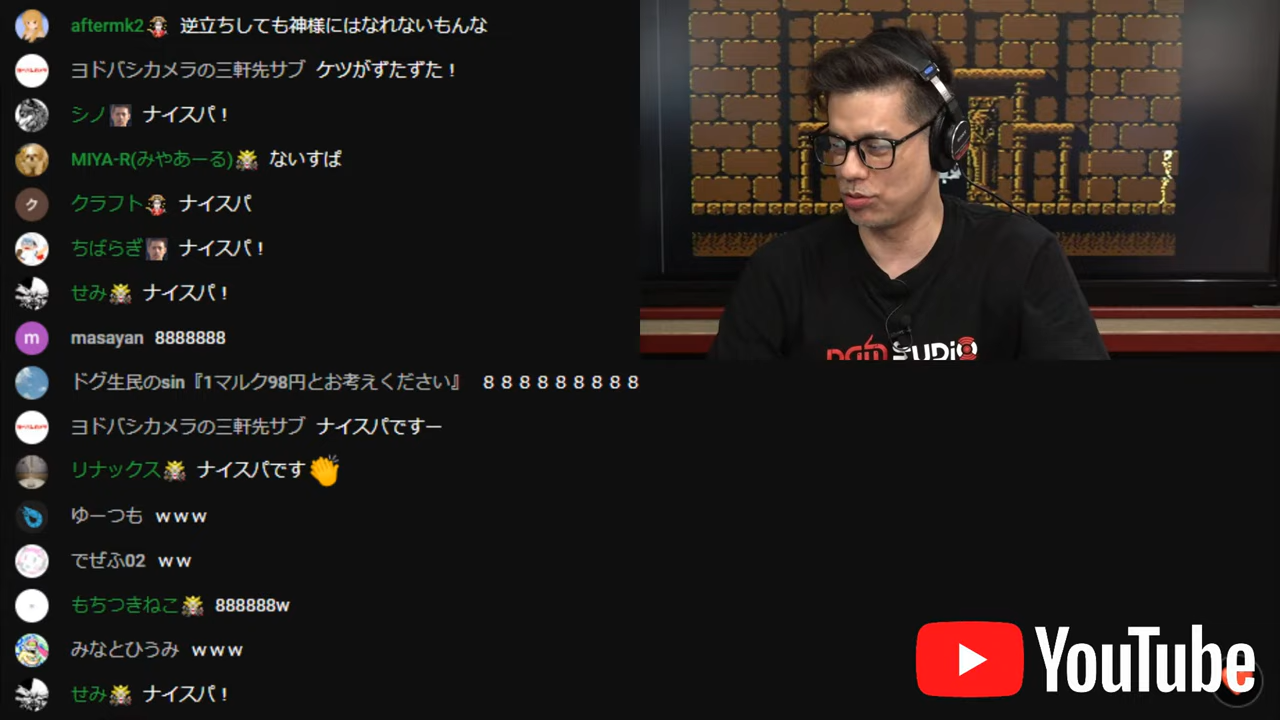 aftermk2 逆立ちしても神様にはなれないもんな
ヨドバシカメラの三軒先サブ ケツがずたずた！
シノ ナイスパ！
MIYA-R(みやあーる) ないすぱ
ク クラフト ナイスパ
ちばらぎ ナイスパ！
せみ ナイスパ！
m masayan 8888888
ドグ生民のsin『1マルク98円とお考えください』 ８８８８８８８８８
ヨドバシカメラの三軒先サブ ナイスパですー
リナックス ナイスパです👏
ゆーつも ｗｗｗ
でぜふ02 ｗｗ
もちつきねこ 888888w
みなとひうみ ｗｗｗ
せみ ナイスパ！
YouTube